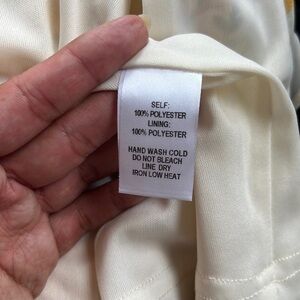 SELF:
100% POLYESTER
LINING:
100% POLYESTER
HAND WASH COLD
DO NOT BLEACH
LINE DRY
IRON LOW HEAT